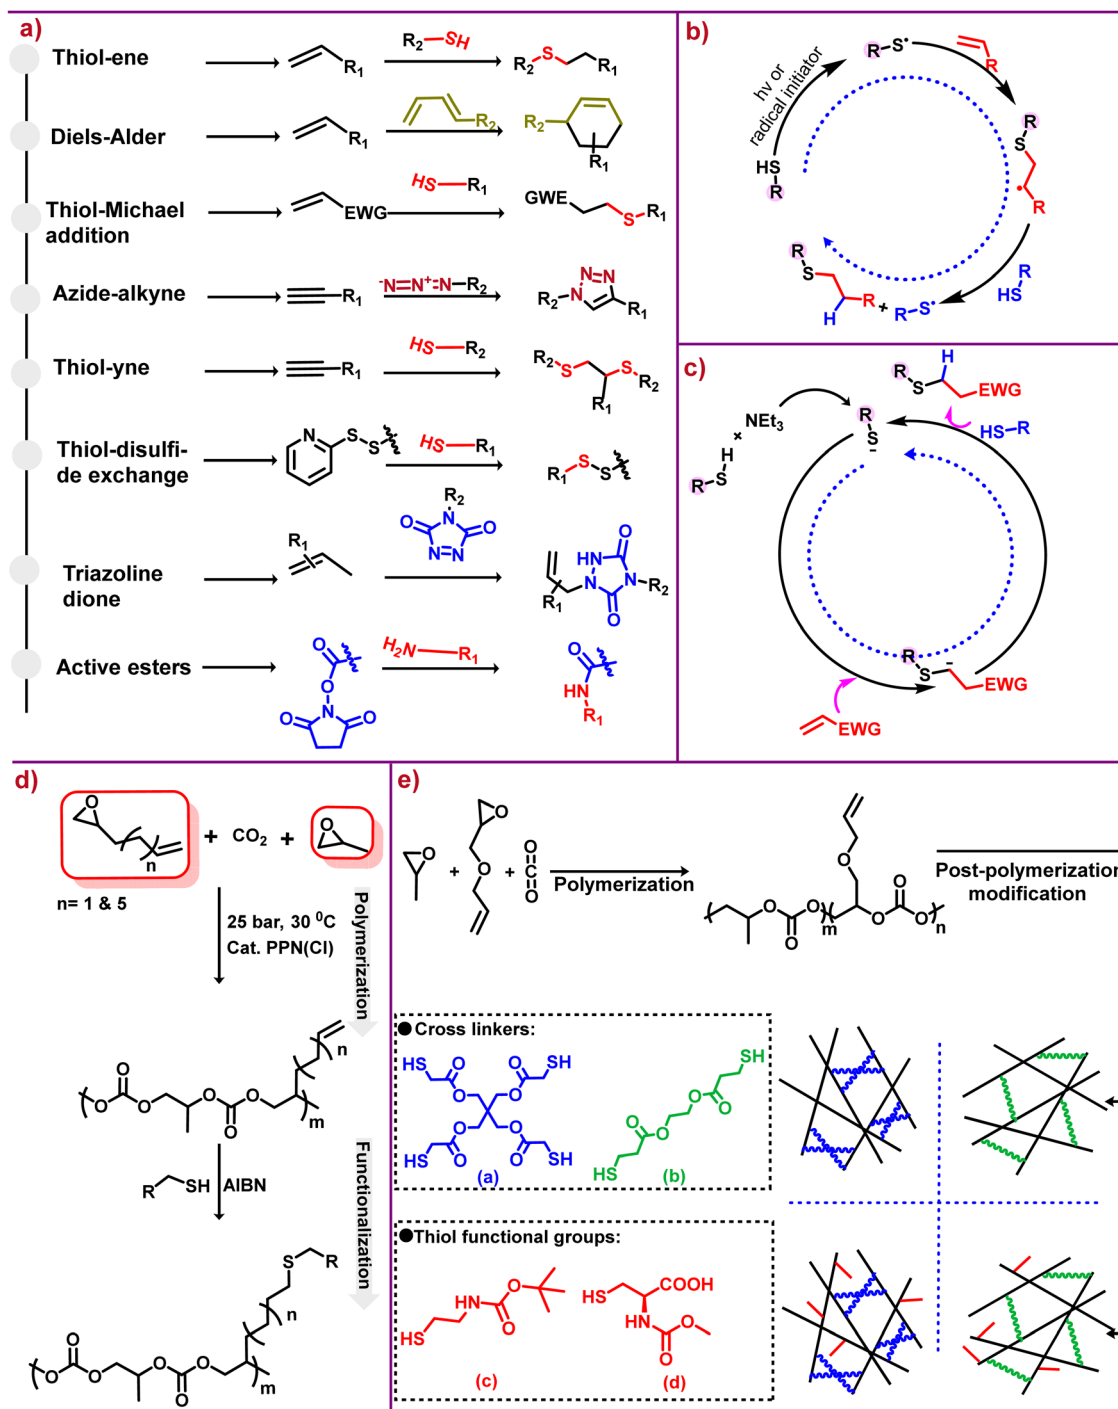 a)
Thiol-ene
R1
R2-SH
R2
S
R1
Diels-Alder
R1
R2
R2
R1
Thiol-Michael
addition
EWG
HS
R1
GWE
S
R1
Azide-alkyne
R1
-N=N+=N-R2
N=N
R2
N
R1
Thiol-yne
R1
HS
R2
R2
S
S
R2
R1
Thiol-disulfi-
de exchange
N
S
S
HS
R1
R1
S
S
Triazoline
dione
R1
R2
O
N
O
N=N
O
HN
N
N
R2
R1
O
Active esters
O
O
N
O
O
H2N
R1
O
HN
R1
b)
R-S•
R
hv or
radical initiator
HS
R
R
S
R
R
HS
R
S
R
H
+
R-S•
c)
R
S
H
+
NEt3
R
S
-
R
S
H
EWG
HS-R
R
S
-
EWG
EWG
d)
O
n
+
CO2
+
O
n= 1 & 5
25 bar, 30 0C
Cat. PPN(Cl)
Polymerization
n
O
O
O
O
O
O
m
R
SH
AIBN
Functionalization
S
R
n
O
O
O
O
O
O
m
e)
O
+
O
O
+
O
C
O
Polymerization
O
O
O
O
m
O
O
O
n
Post-polymerization
modification
Cross linkers:
HS
O
O
O
O
SH
HS
O
O
O
O
SH
(a)
SH
O
O
O
O
HS
(b)
Thiol functional groups:
HS
HN
O
O
(c)
HS
COOH
HN
O
O
(d)